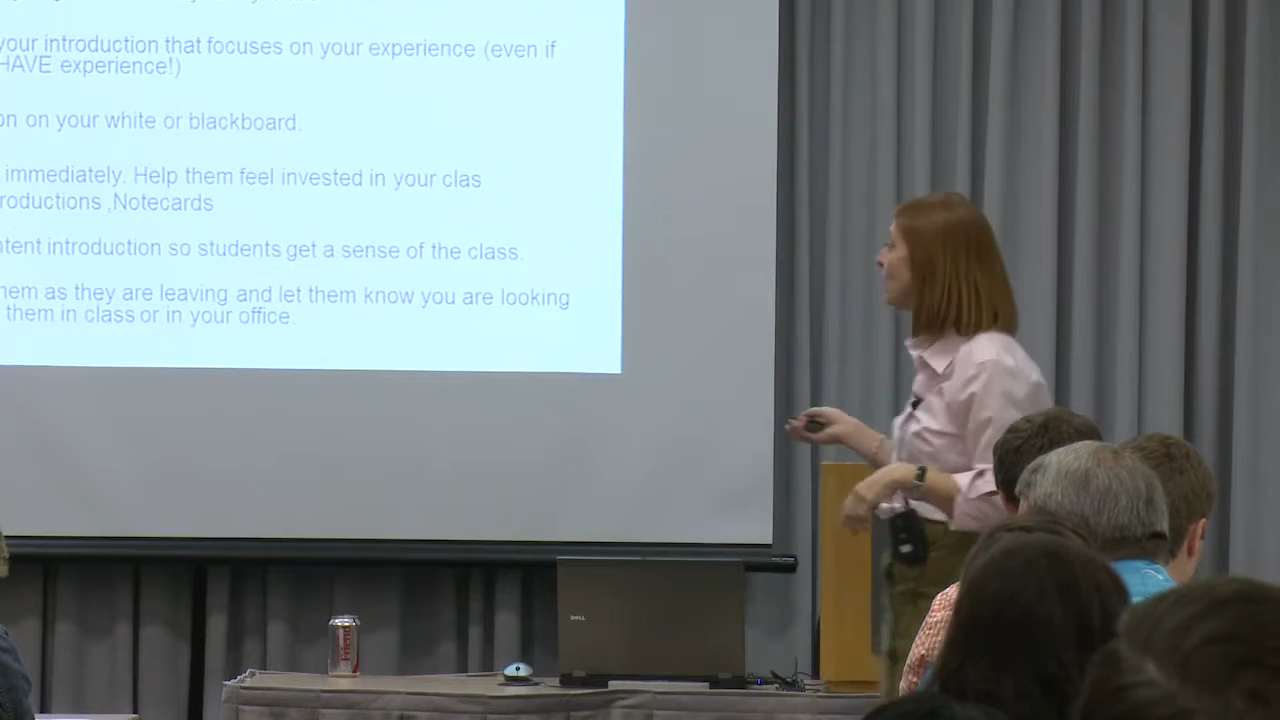 your introduction that focuses on your experience (even if
HAVE experience!)
on on your white or blackboard.
immediately. Help them feel invested in your clas
roductions ,Notecards
ntent introduction so students get a sense of the class.
hem as they are leaving and let them know you are looking
them in class or in your office.
DELL
Friend